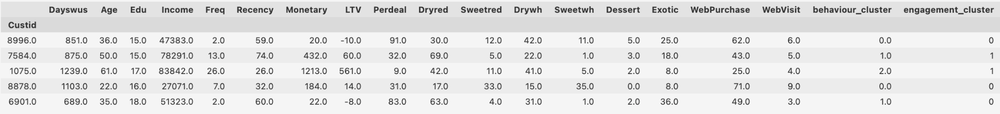 Dayswus Age Edu Income Freq Recency Monetary LTV Perdeal Dryred Sweetred Drywh Sweetwh Dessert Exotic WebPurchase WebVisit behaviour_cluster engagement_cluster
Custid
8996.0 851.0 36.0 15.0 47383.0 2.0 59.0 20.0 -10.0 91.0 30.0 12.0 42.0 11.0 5.0 25.0 62.0 6.0 0.0 0
7584.0 875.0 50.0 15.0 78291.0 13.0 74.0 432.0 60.0 32.0 69.0 5.0 22.0 1.0 3.0 18.0 43.0 5.0 1.0 1
1075.0 1239.0 61.0 17.0 83842.0 26.0 26.0 1213.0 561.0 9.0 42.0 11.0 41.0 5.0 2.0 8.0 25.0 4.0 2.0 1
8878.0 1103.0 22.0 16.0 27071.0 7.0 32.0 184.0 14.0 31.0 17.0 33.0 15.0 35.0 0.0 8.0 71.0 9.0 0.0 0
6901.0 689.0 35.0 18.0 51323.0 2.0 60.0 22.0 -8.0 83.0 63.0 4.0 31.0 1.0 2.0 36.0 49.0 3.0 1.0 0